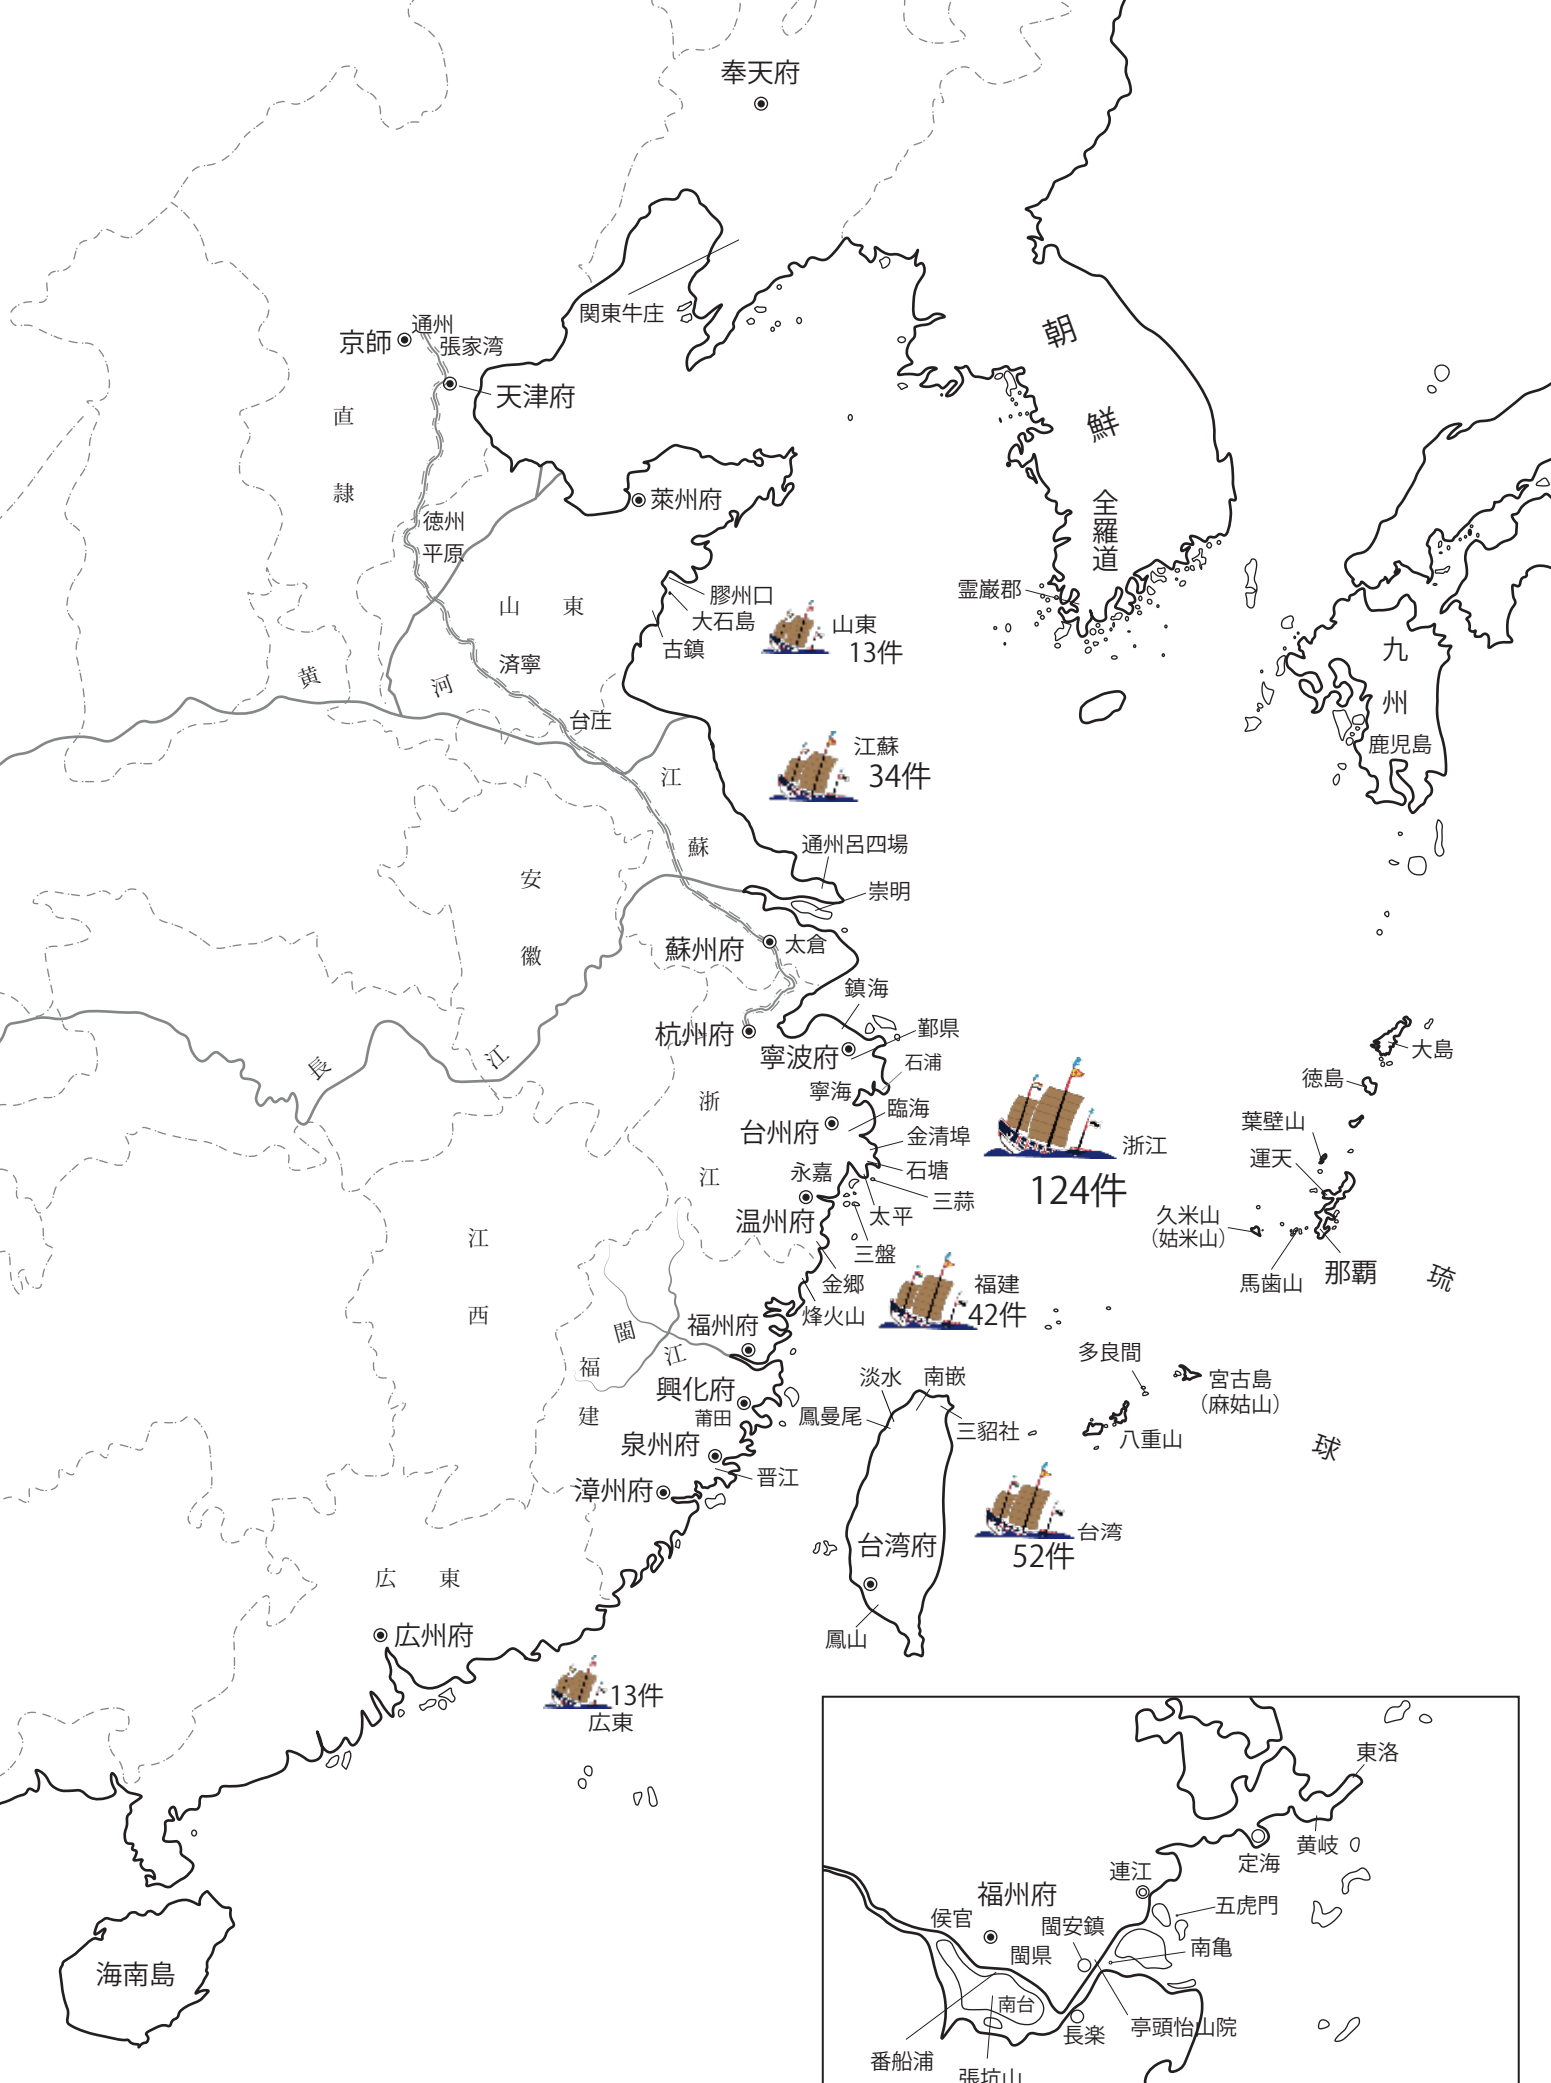 奉天府
関東牛庄
通州
京師
張家湾
天津府
直
隷
朝
鮮
全羅道
萊州府
徳州
平原
膠州口
大石島
古鎮
山東
13件
霊巌郡
山 東
済寧
黄
河
台庄
九
州
鹿児島
江蘇
34件
江
蘇
通州呂四場
崇明
安
徽
蘇州府
太倉
鎮海
鄞県
杭州府
寧波府
石浦
寧海
臨海
台州府
金清埠
長
江
浙
江
浙江
124件
永嘉
石塘
三蒜
太平
温州府
三盤
金郷
烽火山
大島
徳島
葉壁山
運天
久米山
(姑米山)
馬歯山
那覇
琉
江
西
福建
42件
福州府
閩
江
福
建
興化府
莆田
泉州府
晋江
漳州府
淡水
南嵌
鳳曼尾
三貂社
多良間
宮古島
(麻姑山)
八重山
球
台湾
52件
台湾府
鳳山
広 東
広州府
13件
広東
海南島
東洛
黄岐
定海
連江
福州府
五虎門
侯官
閩安鎮
閩県
南亀
南台
長楽
亭頭怡山院
番船浦
張坑山